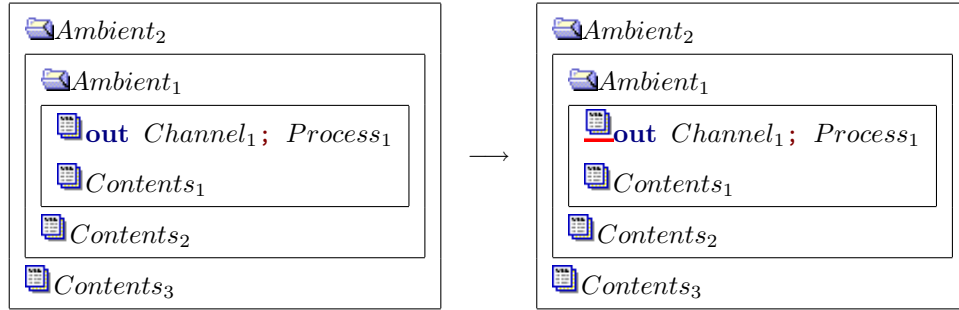 Ambient₂ Ambient₂
Ambient₁ Ambient₁
out Channel₁; Process₁ out Channel₁; Process₁
⟶
Contents₁ Contents₁
Contents₂ Contents₂
Contents₃ Contents₃